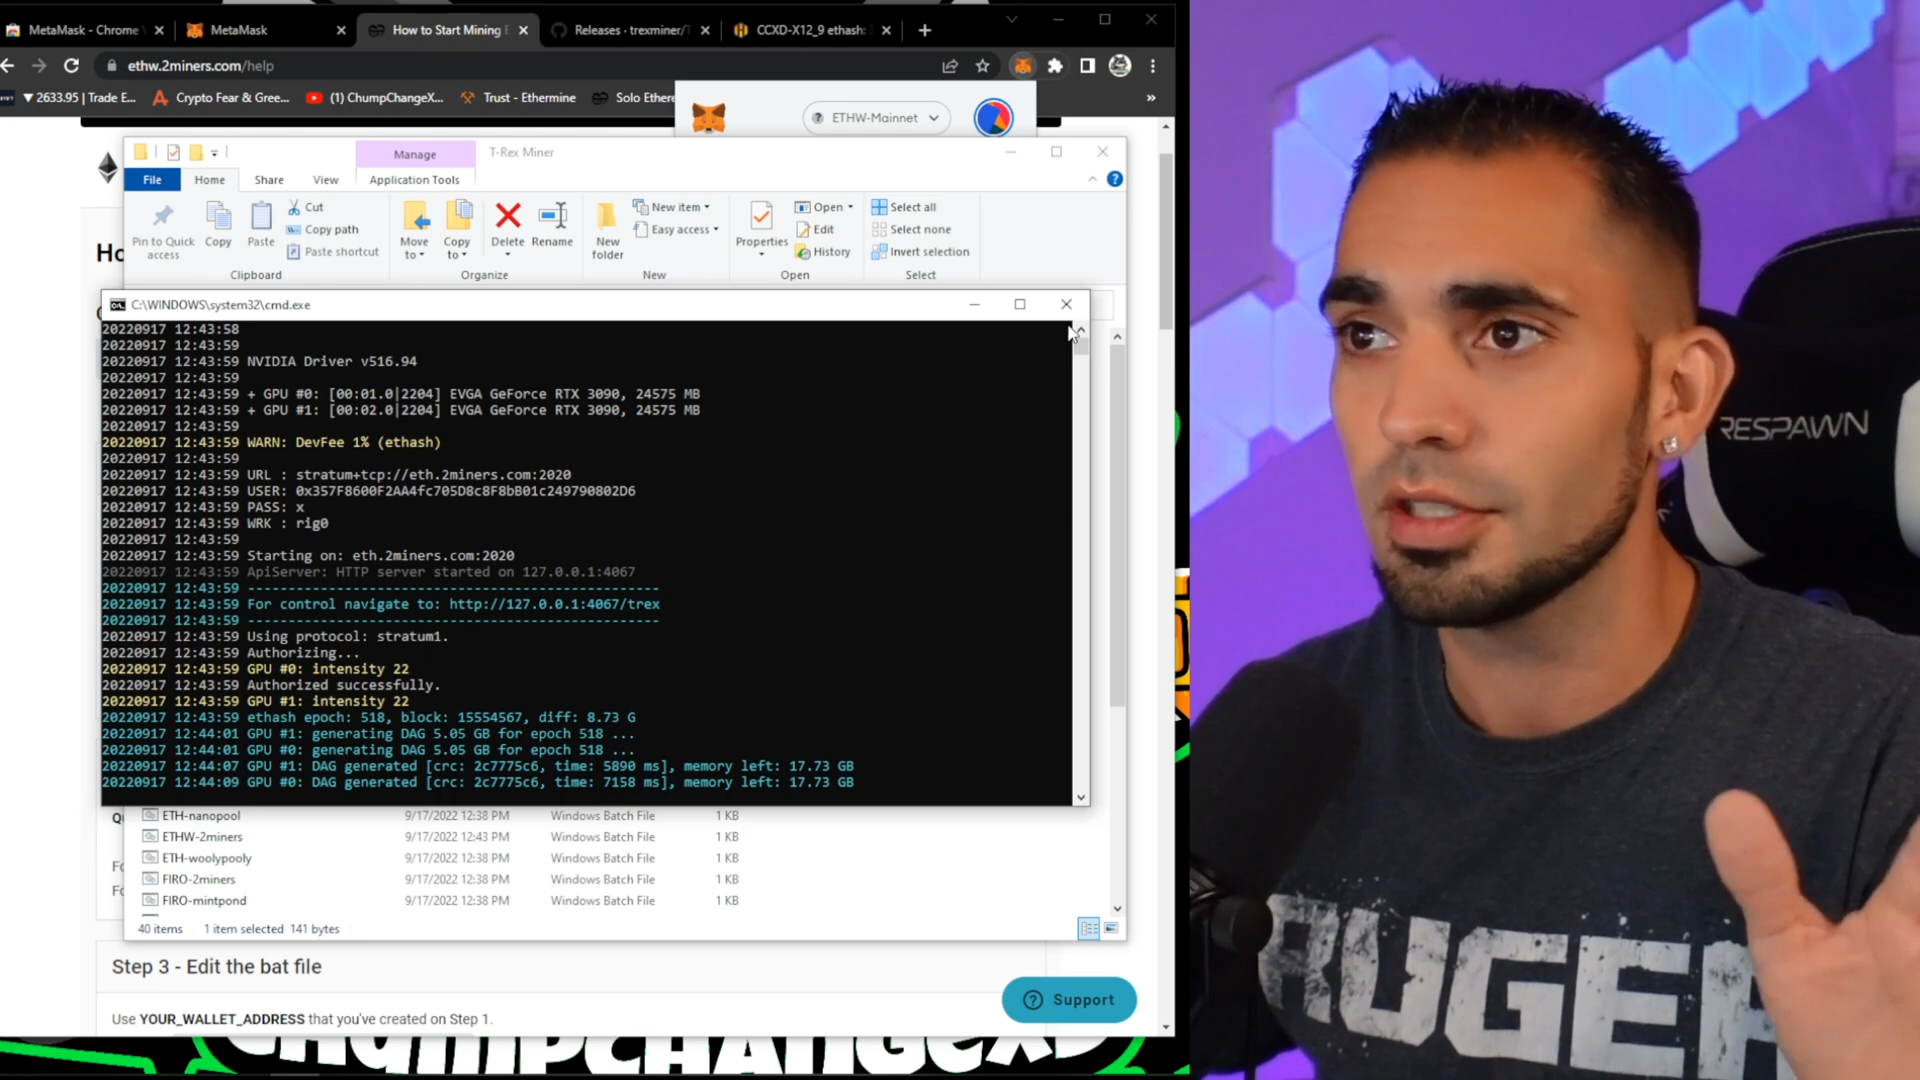 MetaMask - Chrome
MetaMask
How to Start Mining E
Releases · trexminer/T
CCXD-X12_9 ethash:
ethw.2miners.com/help
▼ 2633.95 | Trade E...
Crypto Fear & Gree...
(1) ChumpChangeX...
Trust - Ethermine
Solo Ethere
»
ETHW-Mainnet
Manage
T-Rex Miner
File
Home
Share
View
Application Tools
Pin to Quick access
Copy
Paste
Cut
Copy path
Paste shortcut
Move to
Copy to
Delete
Rename
New folder
New item
Easy access
Properties
Open
Edit
History
Select all
Select none
Invert selection
Clipboard
Organize
New
Open
Select
Ho
C:\WINDOWS\system32\cmd.exe
20220917 12:43:58
20220917 12:43:59
20220917 12:43:59 NVIDIA Driver v516.94
20220917 12:43:59
20220917 12:43:59 + GPU #0: [00:01.0|2204] EVGA GeForce RTX 3090, 24575 MB
20220917 12:43:59 + GPU #1: [00:02.0|2204] EVGA GeForce RTX 3090, 24575 MB
20220917 12:43:59
20220917 12:43:59 WARN: DevFee 1% (ethash)
20220917 12:43:59
20220917 12:43:59 URL : stratum+tcp://eth.2miners.com:2020
20220917 12:43:59 USER: 0x357F8600F2AA4fc705D8c8F8bB01c249790802D6
20220917 12:43:59 PASS: x
20220917 12:43:59 WRK : rig0
20220917 12:43:59
20220917 12:43:59 Starting on: eth.2miners.com:2020
20220917 12:43:59 ApiServer: HTTP server started on 127.0.0.1:4067
20220917 12:43:59 ---------------------------------------------------
20220917 12:43:59 For control navigate to: http://127.0.0.1:4067/trex
20220917 12:43:59 ---------------------------------------------------
20220917 12:43:59 Using protocol: stratum1.
20220917 12:43:59 Authorizing...
20220917 12:43:59 GPU #0: intensity 22
20220917 12:43:59 Authorized successfully.
20220917 12:43:59 GPU #1: intensity 22
20220917 12:43:59 ethash epoch: 518, block: 15554567, diff: 8.73 G
20220917 12:44:01 GPU #1: generating DAG 5.05 GB for epoch 518 ...
20220917 12:44:01 GPU #0: generating DAG 5.05 GB for epoch 518 ...
20220917 12:44:07 GPU #1: DAG generated [crc: 2c7775c6, time: 5890 ms], memory left: 17.73 GB
20220917 12:44:09 GPU #0: DAG generated [crc: 2c7775c6, time: 7158 ms], memory left: 17.73 GB
ETH-nanopool 9/17/2022 12:38 PM Windows Batch File 1 KB
ETHW-2miners 9/17/2022 12:43 PM Windows Batch File 1 KB
ETH-woolypooly 9/17/2022 12:38 PM Windows Batch File 1 KB
FIRO-2miners 9/17/2022 12:38 PM Windows Batch File 1 KB
FIRO-mintpond 9/17/2022 12:38 PM Windows Batch File 1 KB
40 items 1 item selected 141 bytes
Step 3 - Edit the bat file
Use YOUR_WALLET_ADDRESS that you've created on Step 1.
Support
CHUMPCHANGEXD
RESPAWN
RUGER